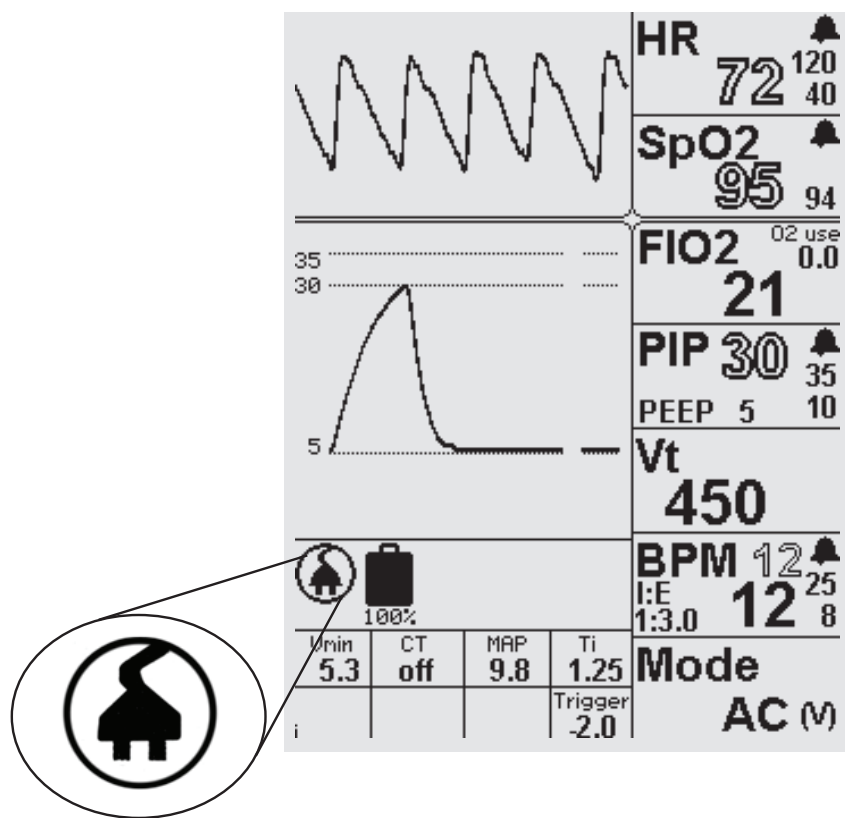 HR
72
120
40
SpO2
95
94
35
30
5
FIO2
O2 use
0.0
21
PIP 30
35
PEEP 5
10
Vt
450
100%
BPM 12
25
I:E
1:3.0
12
8
Vmin
5.3
CT
off
MAP
9.8
Ti
1.25
Trigger
-2.0
Mode
AC (V)